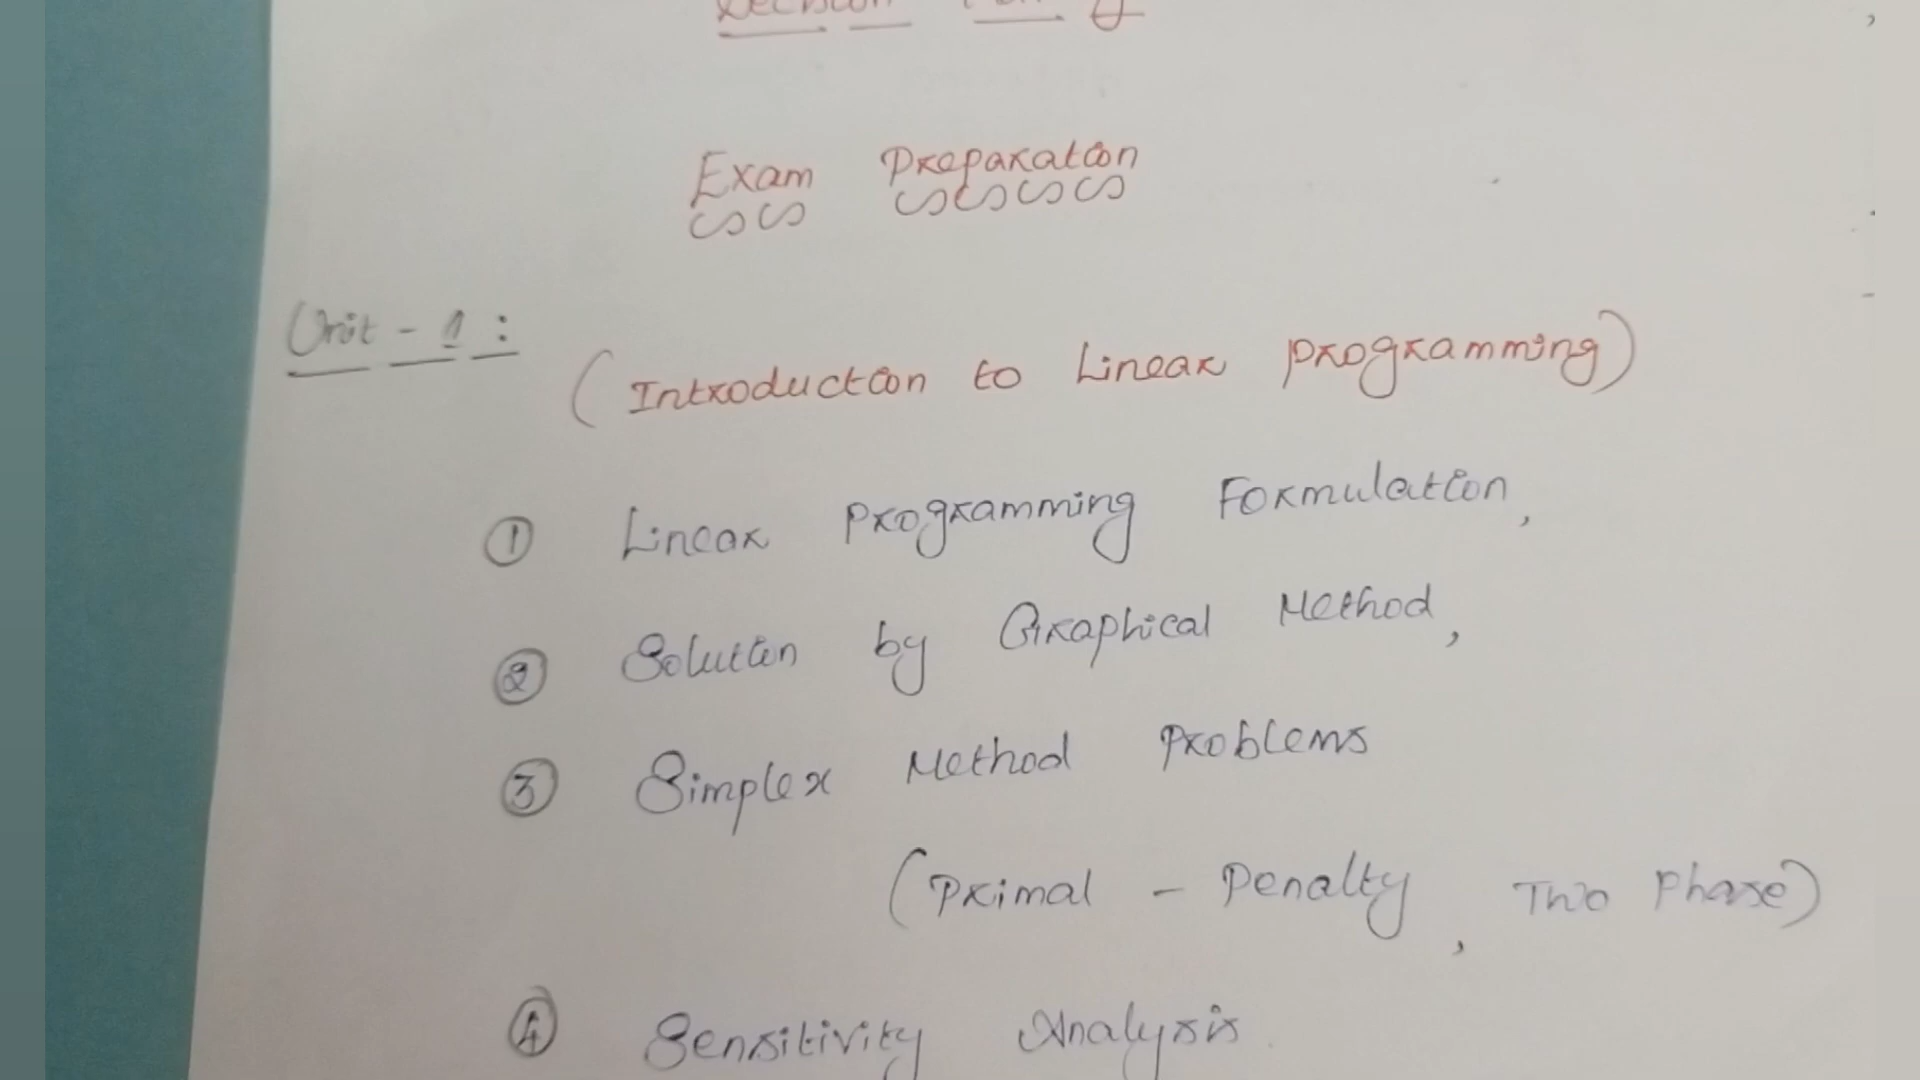 Decision
Exam Preparation
Unit - 1 :
(Introduction to Linear programming)
① Linear Programming Formulation,
② Solution by Graphical Method,
③ Simplex Method Problems
(Primal - Penalty, Two Phase)
④ Sensitivity Analysis.